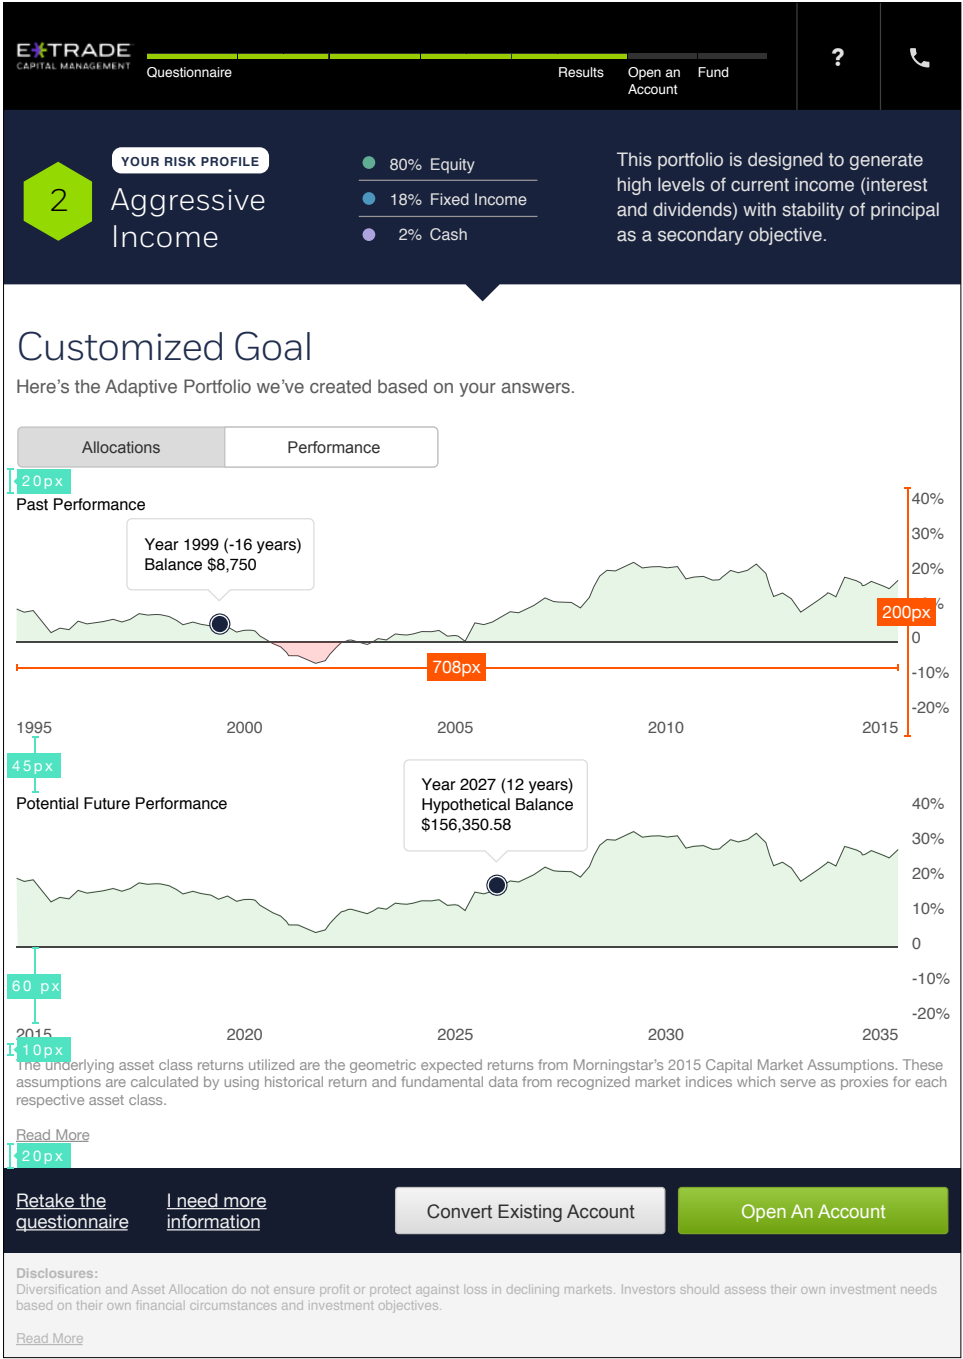 E*TRADE
CAPITAL MANAGEMENT
Questionnaire
Results
Open an
Account
Fund
?
2
YOUR RISK PROFILE
Aggressive
Income
80% Equity
18% Fixed Income
2% Cash
This portfolio is designed to generate
high levels of current income (interest
and dividends) with stability of principal
as a secondary objective.
Customized Goal
Here's the Adaptive Portfolio we've created based on your answers.
Allocations
Performance
20px
Past Performance
Year 1999 (-16 years)
Balance $8,750
40%
30%
20%
%
200px
0
-10%
-20%
708px
1995
2000
2005
2010
2015
45px
Potential Future Performance
Year 2027 (12 years)
Hypothetical Balance
$156,350.58
40%
30%
20%
10%
0
-10%
-20%
60 px
2015
2020
2025
2030
2035
10px
The underlying asset class returns utilized are the geometric expected returns from Morningstar's 2015 Capital Market Assumptions. These
assumptions are calculated by using historical return and fundamental data from recognized market indices which serve as proxies for each
respective asset class.
Read More
20px
Retake the
questionnaire
I need more
information
Convert Existing Account
Open An Account
Disclosures:
Diversification and Asset Allocation do not ensure profit or protect against loss in declining markets. Investors should assess their own investment needs
based on their own financial circumstances and investment objectives.
Read More